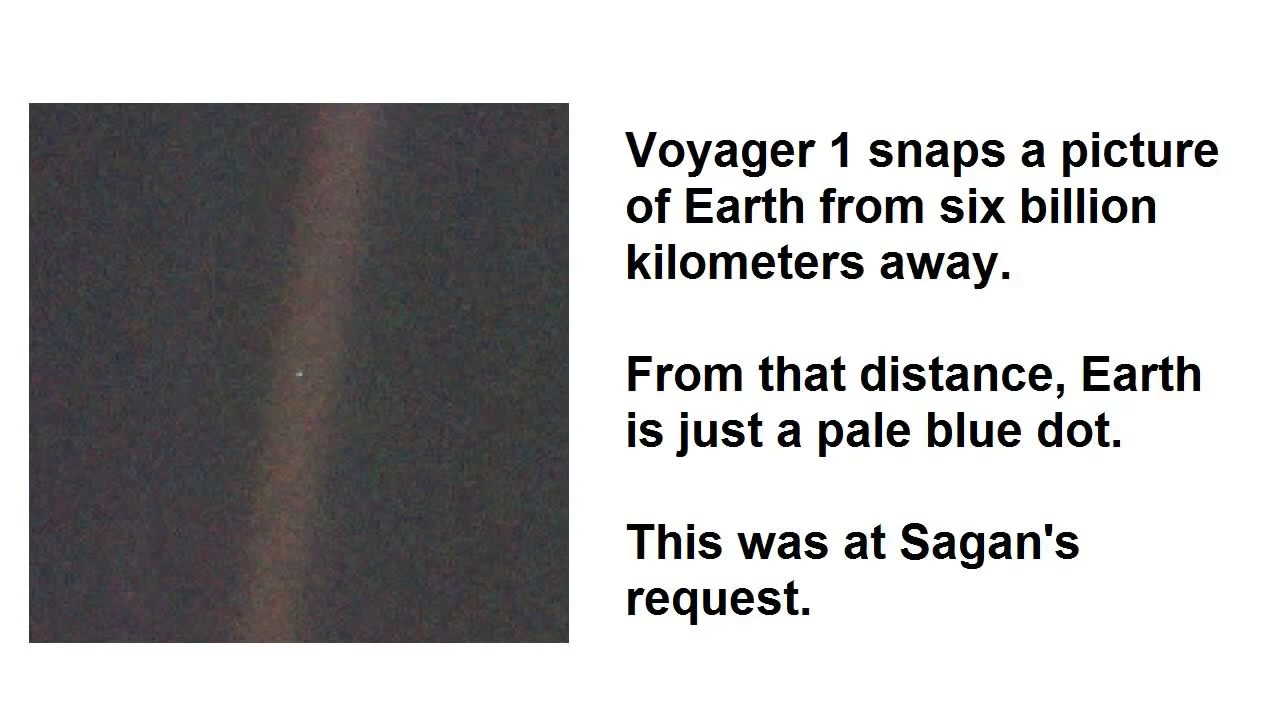 Voyager 1 snaps a picture
of Earth from six billion
kilometers away.
From that distance, Earth
is just a pale blue dot.
This was at Sagan's
request.